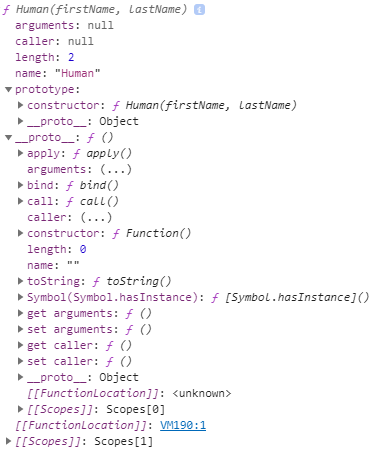 ƒ Human(firstName, lastName) i
arguments: null
caller: null
length: 2
name: "Human"
▼prototype:
▶constructor: ƒ Human(firstName, lastName)
▶__proto__: Object
▼__proto__: ƒ ()
▶apply: ƒ apply()
arguments: (...)
▶bind: ƒ bind()
▶call: ƒ call()
caller: (...)
▶constructor: ƒ Function()
length: 0
name: ""
▶toString: ƒ toString()
▶Symbol(Symbol.hasInstance): ƒ [Symbol.hasInstance]()
▶get arguments: ƒ ()
▶set arguments: ƒ ()
▶get caller: ƒ ()
▶set caller: ƒ ()
▶__proto__: Object
[[FunctionLocation]]: <unknown>
▶[[Scopes]]: Scopes[0]
[[FunctionLocation]]: VM190:1
▶[[Scopes]]: Scopes[1]